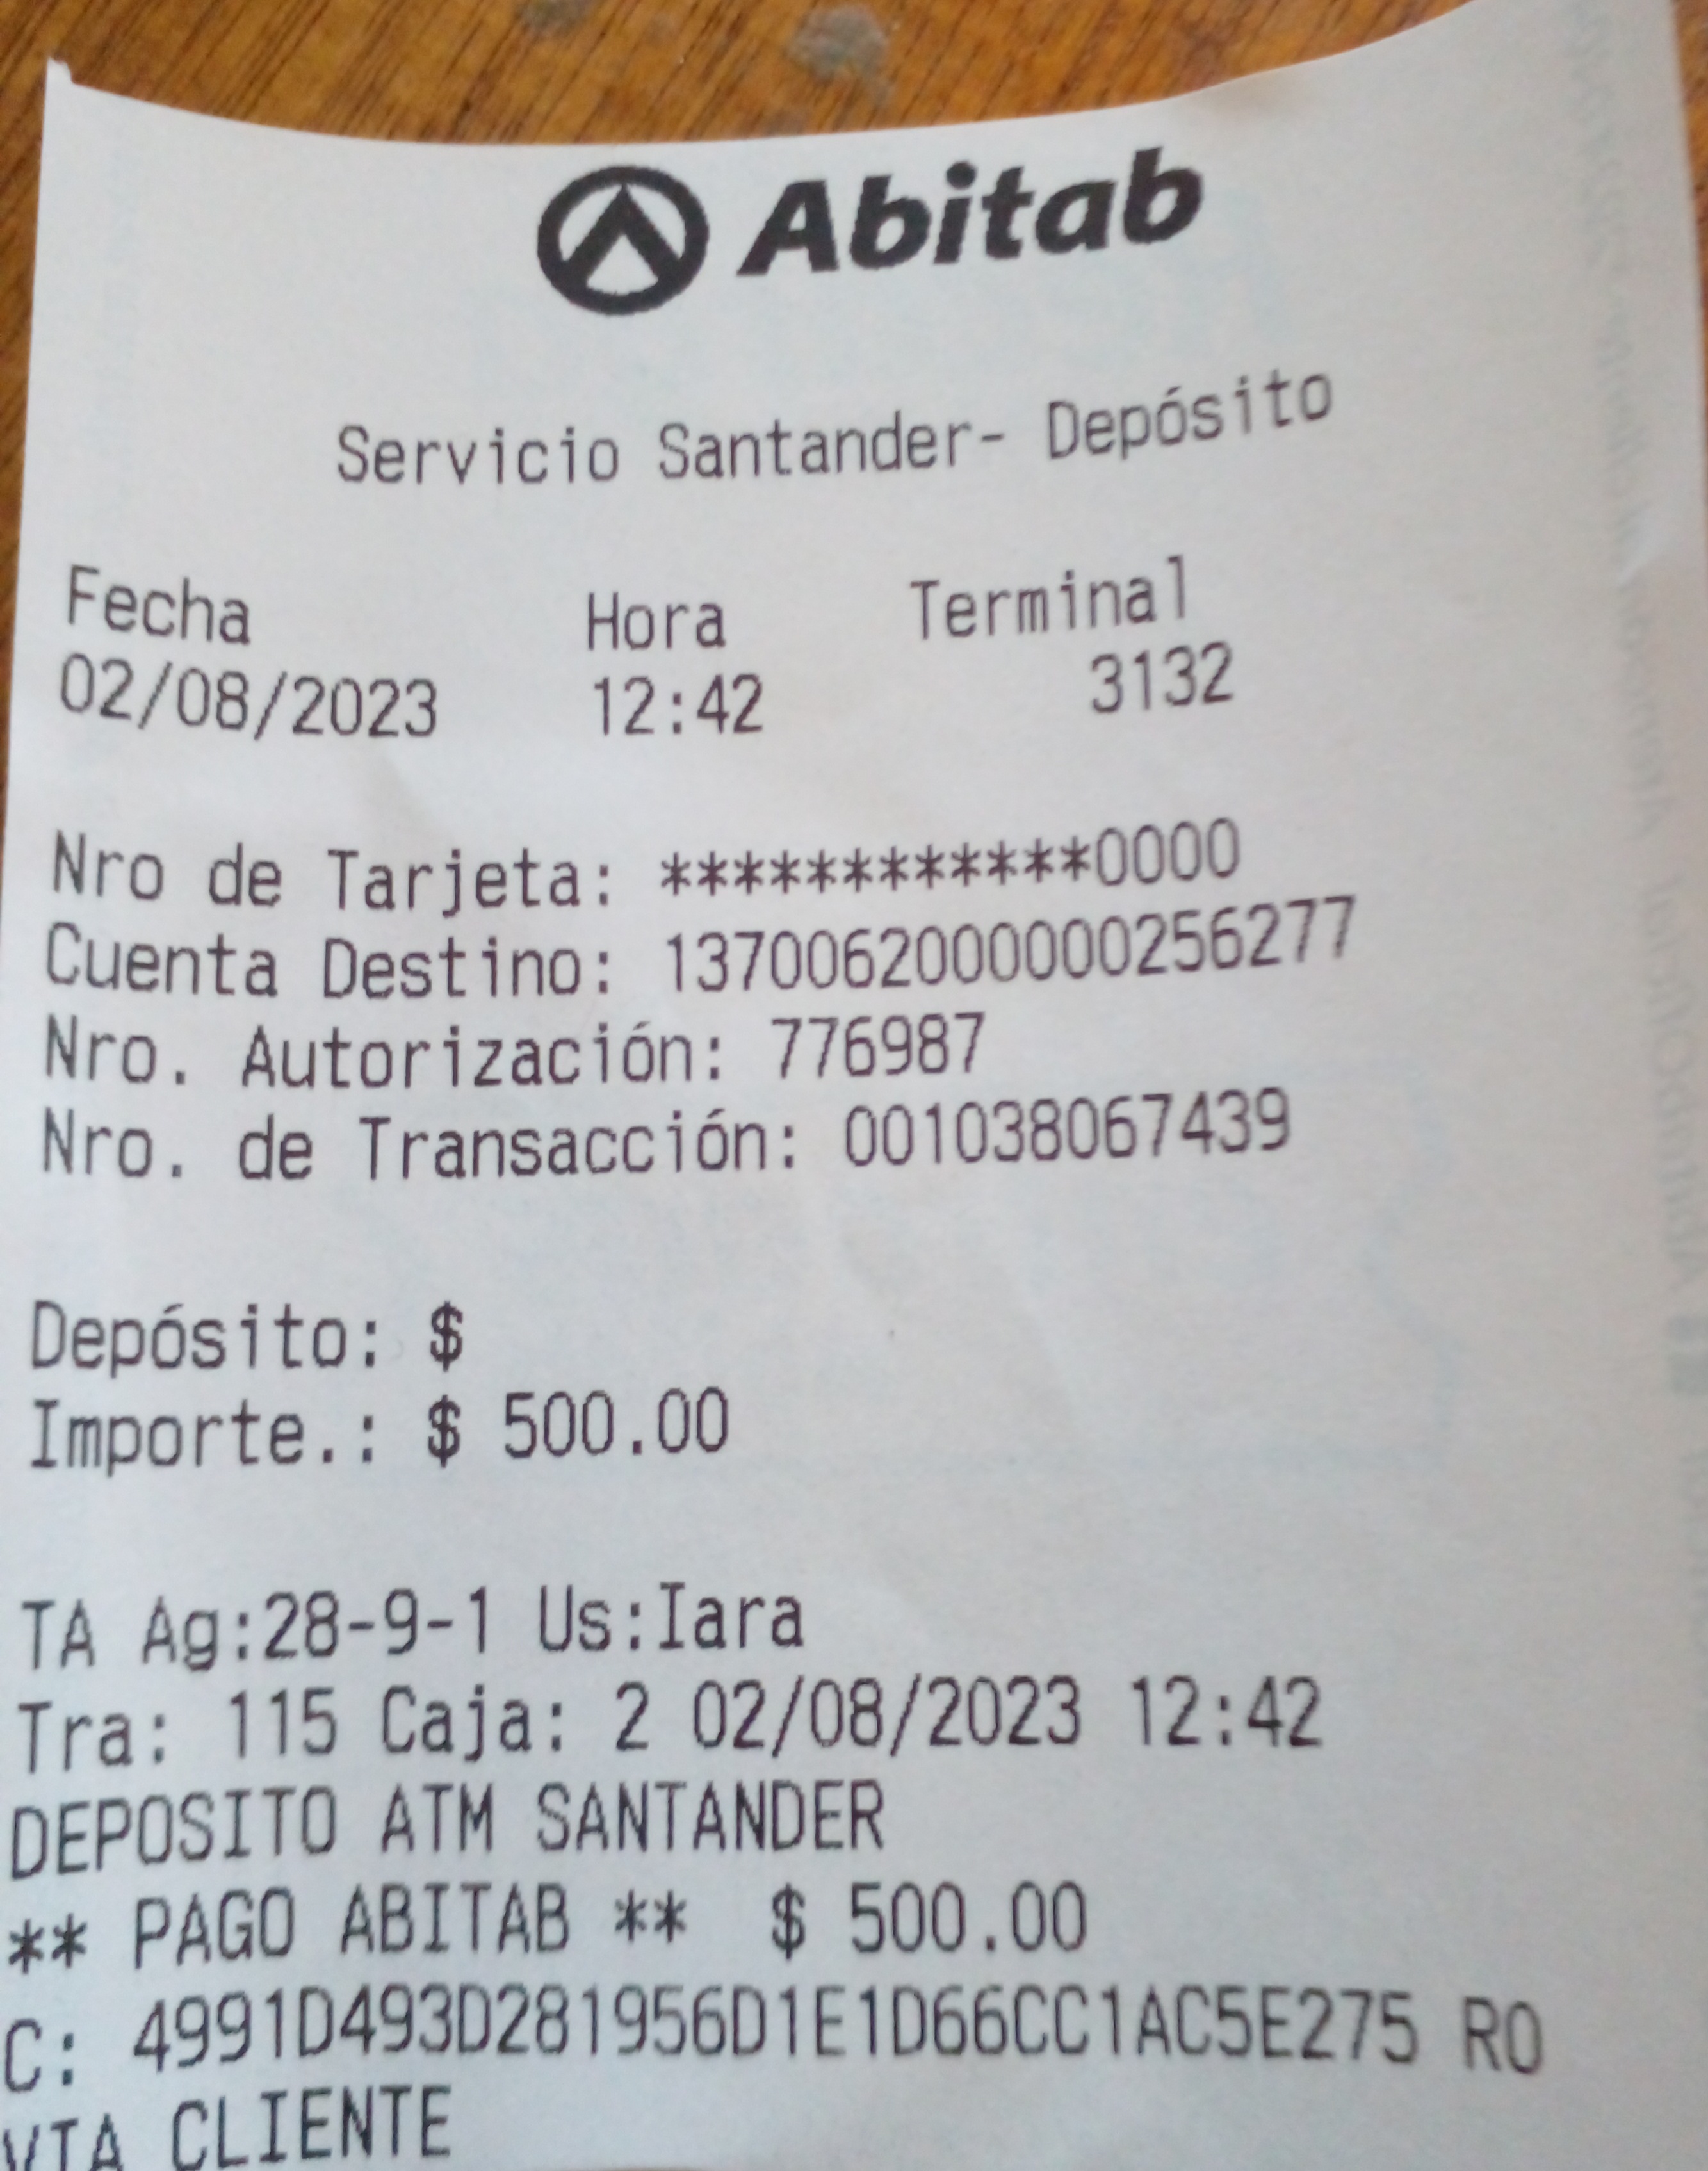 Abitab
Servicio Santander- Depósito
Fecha Hora Terminal
02/08/2023 12:42 3132
Nro de Tarjeta: ************0000
Cuenta Destino: 1370062000000256277
Nro. Autorización: 776987
Nro. de Transacción: 001038067439
Depósito: $
Importe.: $ 500.00
TA Ag:28-9-1 Us:Iara
Tra: 115 Caja: 2 02/08/2023 12:42
DEPOSITO ATM SANTANDER
** PAGO ABITAB ** $ 500.00
C: 4991D493D281956D1E1D66CC1AC5E275 RO
VIA CLIENTE